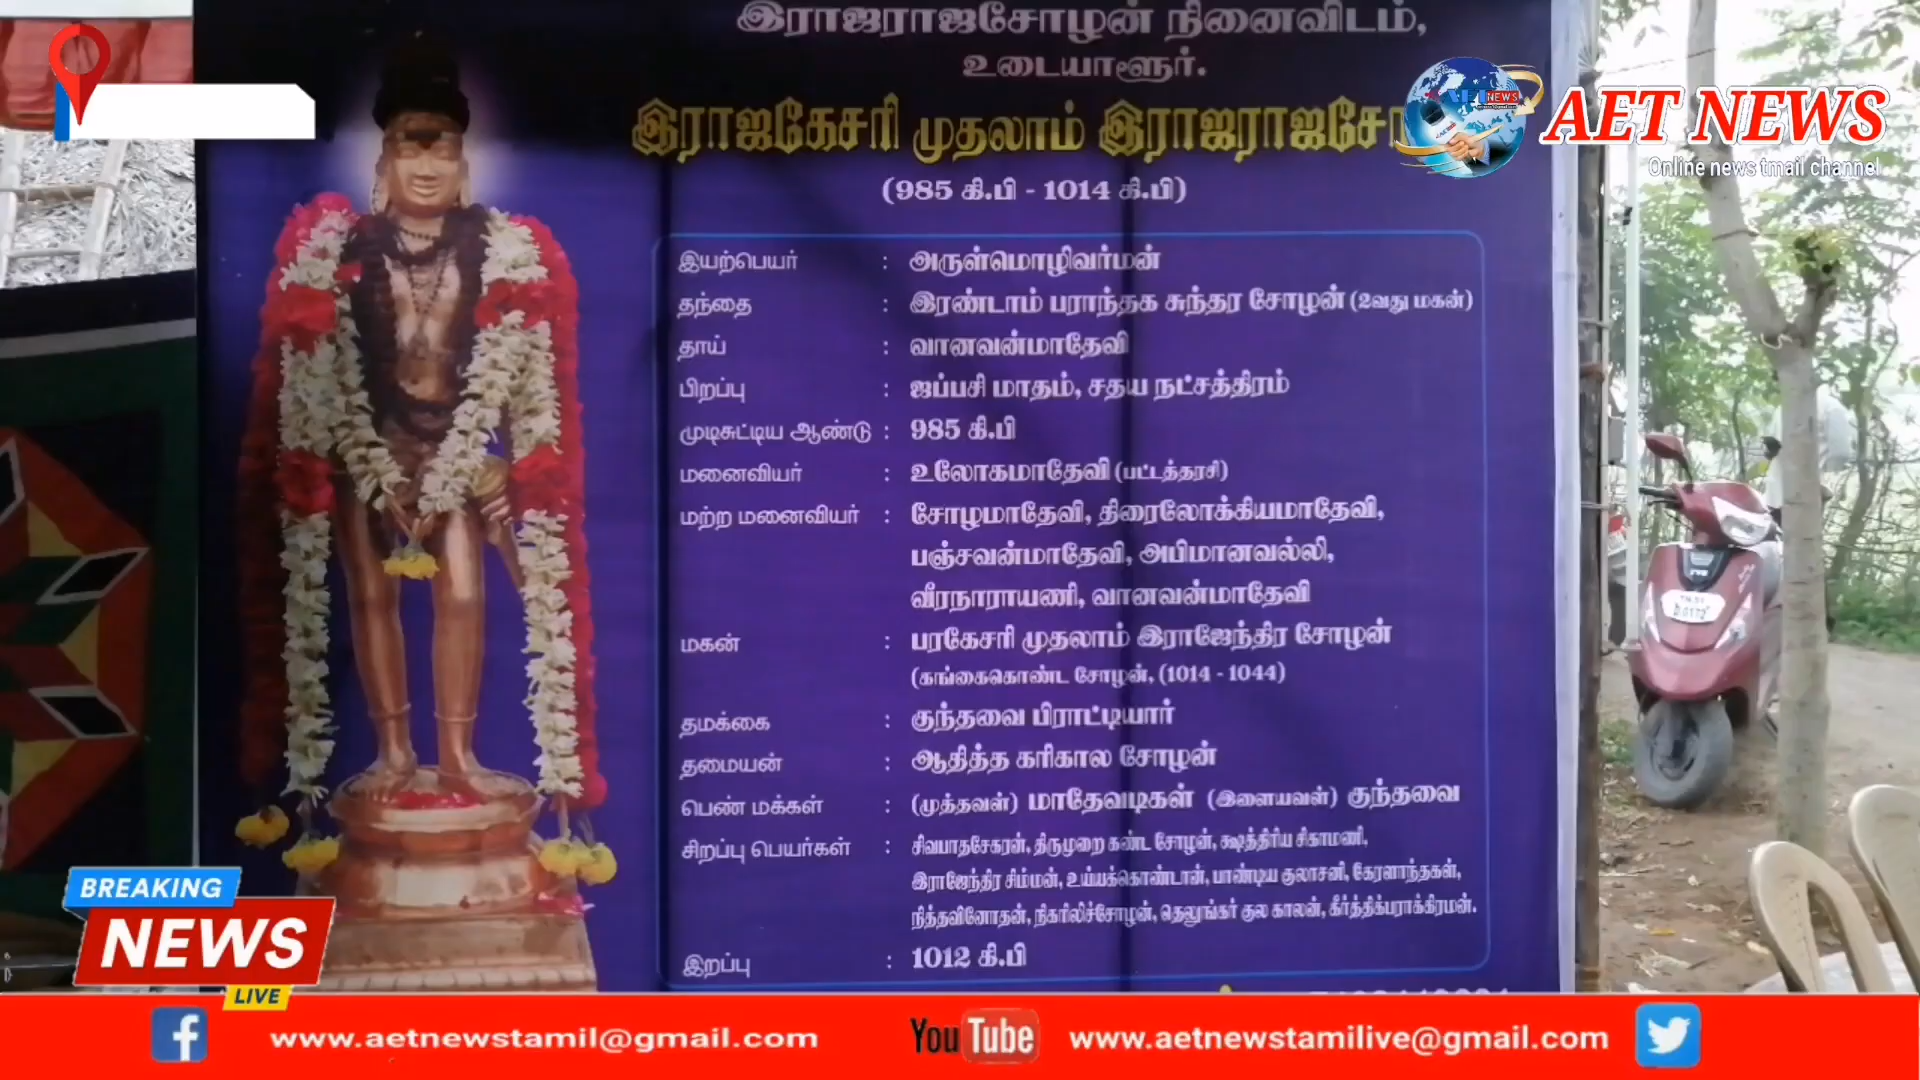 இராஜராஜசோழன் நினைவிடம்,
உடையாளூர்.
இராஜகேசரி முதலாம்
(985 கி.பி - 1014 கி.பி)
AET NEWS
Online news tmail channel
இயற்பெயர் : அருள்மொழிவர்மன்
தந்தை : இரண்டாம் பராந்தக சுந்தர சோழன் (2வது மகன்)
தாய் : வானவன்மாதேவி
பிறப்பு : ஐப்பசி மாதம், சதய நட்சத்திரம்
முடிசுட்டிய ஆண்டு : 985 கி.பி
மனைவியர் : உலோகமாதேவி (பட்டத்தரசி)
மற்ற மனைவியர் : சோழமாதேவி, திரைலோக்கியமாதேவி,
பஞ்சவன்மாதேவி, அபிமானவல்லி,
வீரநாராயணி, வானவன்மாதேவி
மகன் : பரகேசரி முதலாம் இராஜேந்திர சோழன்
(கங்கைகொண்ட சோழன், (1014 - 1044)
தமக்கை : குந்தவை பிராட்டியார்
தமையன் : ஆதித்த கரிகால சோழன்
பெண் மக்கள் : (முத்தவள்) மாதேவடிகள் (இளையவள்) குந்தவை
சிறப்பு பெயர்கள் : சிவபாதசேகரன், திருமுறை கண்ட சோழன், க்ஷத்திரிய சிகாமணி,
இராஜேந்திர சிம்மன், உய்யக்கொண்டான், பாண்டிய குலாசனி, கேரளாந்தகள்,
நித்தவினோதன், நிகரிலிச்சோழன், தெலுங்கர் குல காலன், கீர்த்திபராக்கிரமன்.
இறப்பு : 1012 கி.பி
BREAKING
NEWS
LIVE
www.aetnewstamil@gmail.com
YouTube
www.aetnewstamilive@gmail.com